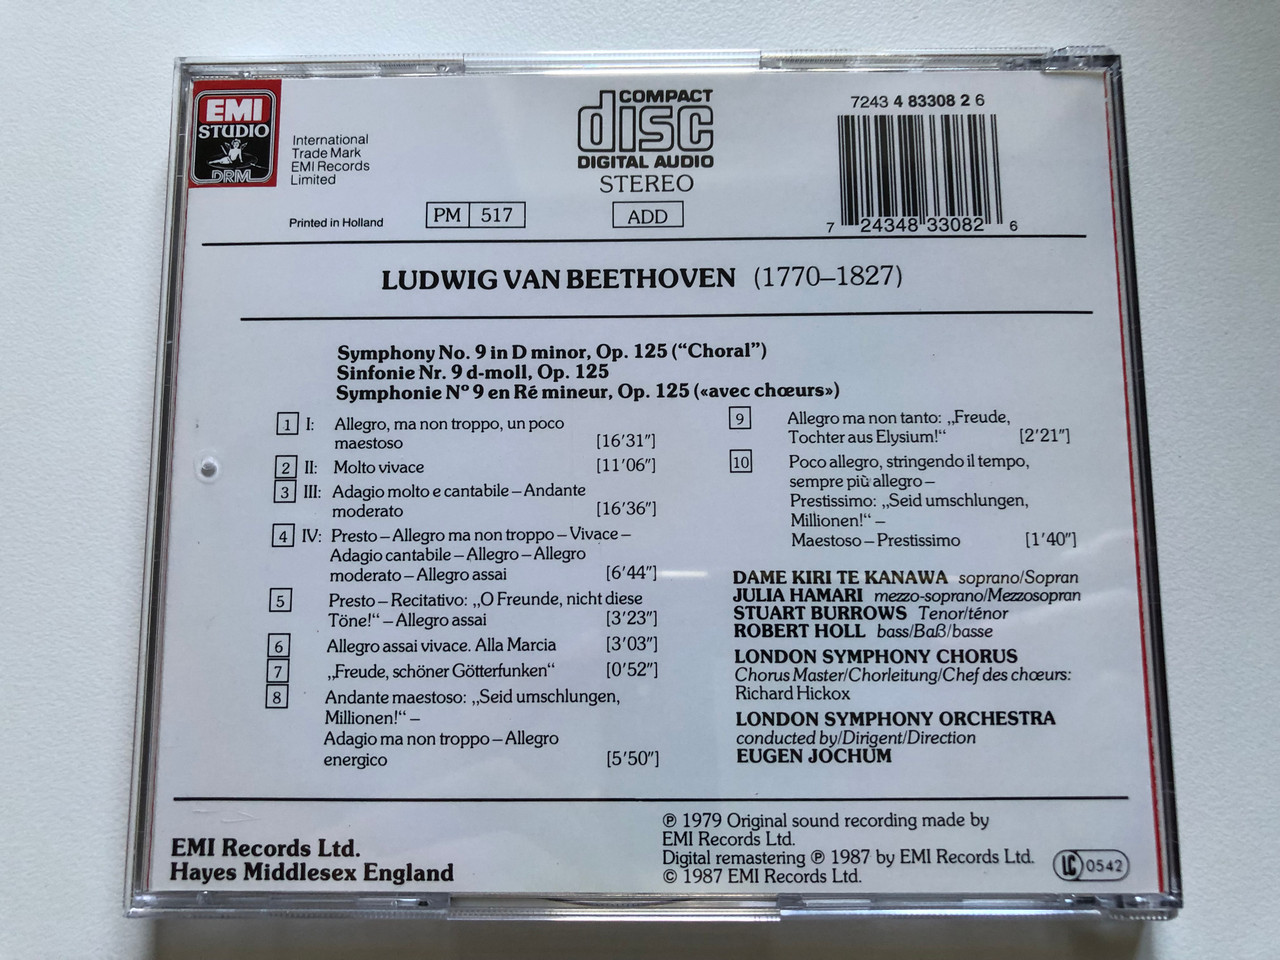 EMI
STUDIO
DRM
International
Trade Mark
EMI Records
Limited
Printed in Holland
COMPACT
disc
DIGITAL AUDIO
STEREO
PM 517
ADD
7243 4 83308 2 6
7 24348 33082 6
LUDWIG VAN BEETHOVEN (1770–1827)
Symphony No. 9 in D minor, Op. 125 (“Choral”)
Sinfonie Nr. 9 d-moll, Op. 125
Symphonie Nº 9 en Ré mineur, Op. 125 («avec chœurs»)
1 I: Allegro, ma non troppo, un poco
maestoso [16′31″]
2 II: Molto vivace [11′06″]
3 III: Adagio molto e cantabile – Andante
moderato [16′36″]
4 IV: Presto – Allegro ma non troppo – Vivace –
Adagio cantabile – Allegro – Allegro
moderato – Allegro assai [6′44″]
5 Presto – Recitativo: „O Freunde, nicht diese
Töne!“ – Allegro assai [3′23″]
6 Allegro assai vivace. Alla Marcia [3′03″]
7 „Freude, schöner Götterfunken“ [0′52″]
8 Andante maestoso: „Seid umschlungen,
Millionen!“ –
Adagio ma non troppo – Allegro
energico [5′50″]
9 Allegro ma non tanto: „Freude,
Tochter aus Elysium!“ [2′21″]
10 Poco allegro, stringendo il tempo,
sempre più allegro –
Prestissimo: „Seid umschlungen,
Millionen!“ –
Maestoso – Prestissimo [1′40″]
DAME KIRI TE KANAWA soprano/Sopran
JULIA HAMARI mezzo-soprano/Mezzosopran
STUART BURROWS Tenor/ténor
ROBERT HOLL bass/Baß/basse
LONDON SYMPHONY CHORUS
Chorus Master/Chorleitung/Chef des chœurs:
Richard Hickox
LONDON SYMPHONY ORCHESTRA
conducted by/Dirigent/Direction
EUGEN JOCHUM
EMI Records Ltd.
Hayes Middlesex England
℗ 1979 Original sound recording made by
EMI Records Ltd.
Digital remastering ℗ 1987 by EMI Records Ltd.
© 1987 EMI Records Ltd.
LC 0542